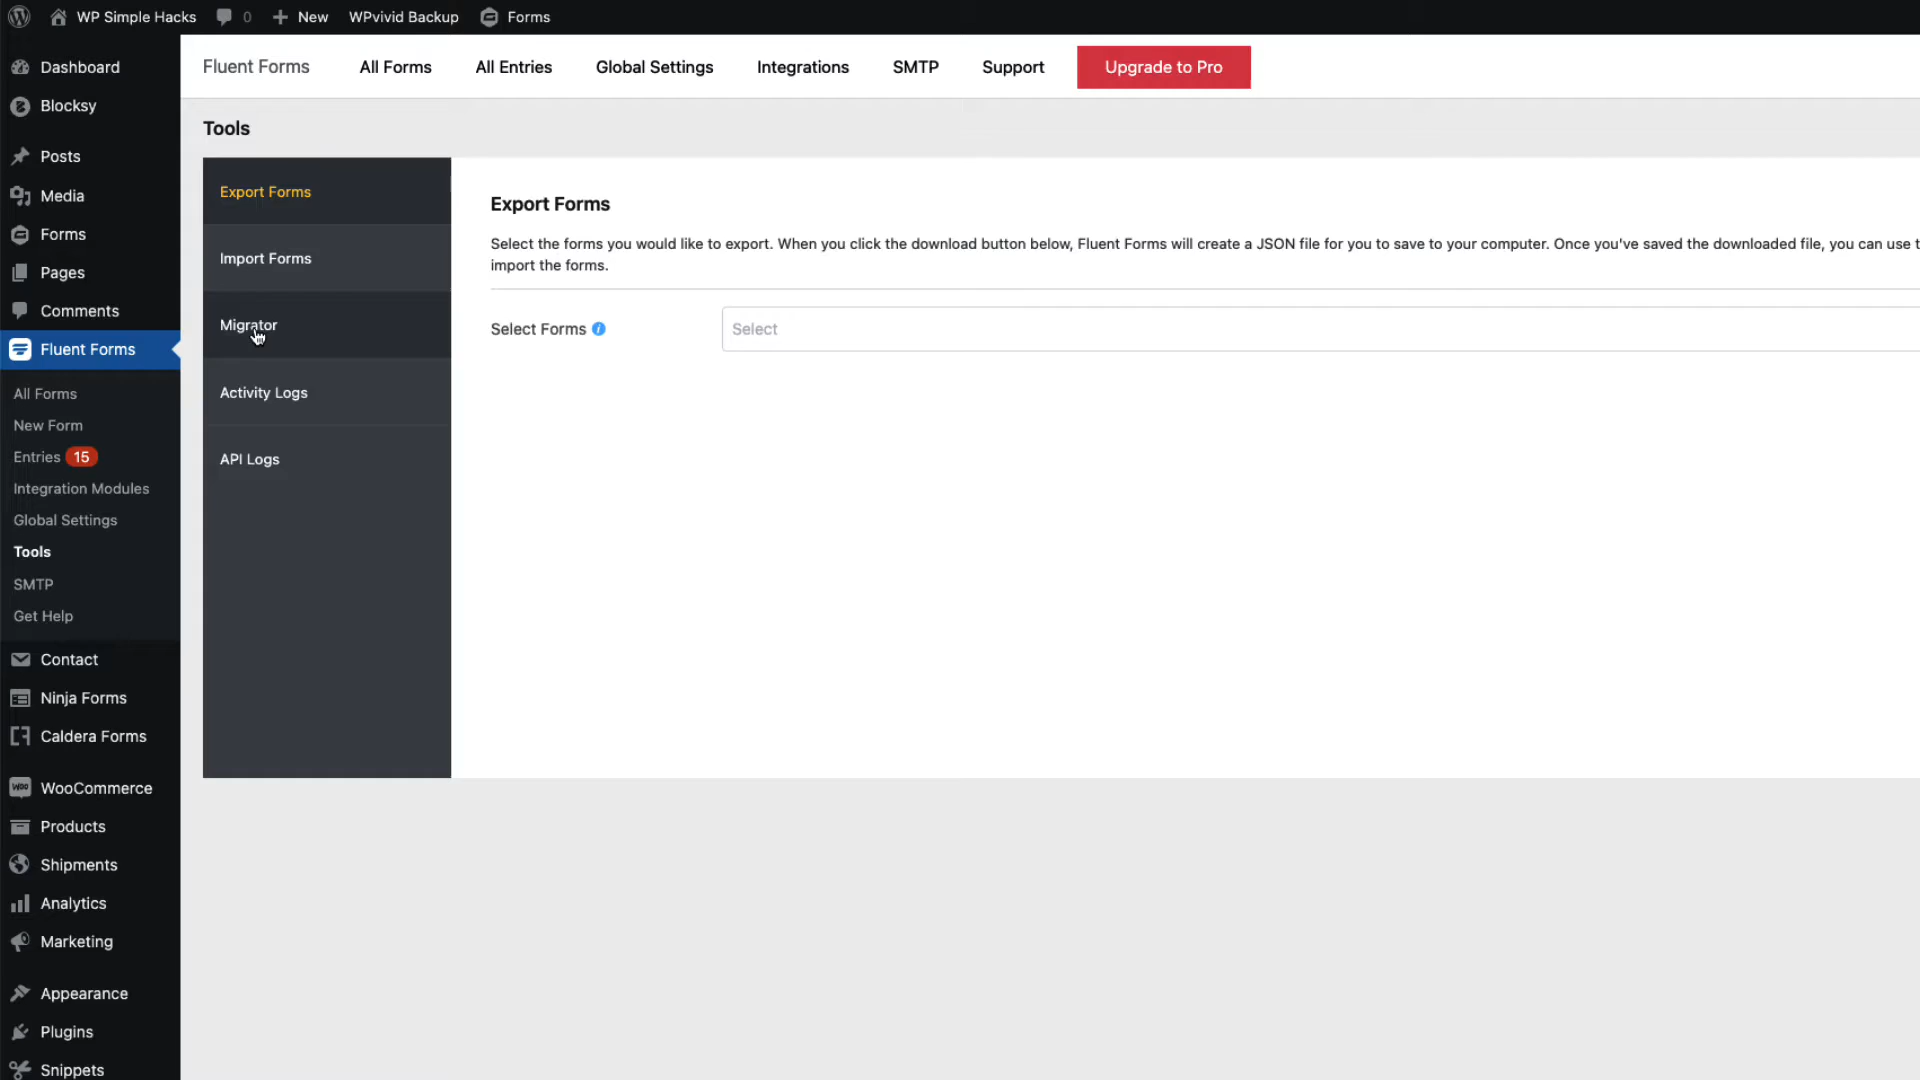 WP Simple Hacks 0 New WPvivid Backup Forms
Dashboard
Blocksy
Posts
Media
Forms
Pages
Comments
Fluent Forms
All Forms
New Form
Entries 15
Integration Modules
Global Settings
Tools
SMTP
Get Help
Contact
Ninja Forms
Caldera Forms
WooCommerce
Products
Shipments
Analytics
Marketing
Appearance
Plugins
Snippets
Fluent Forms All Forms All Entries Global Settings Integrations SMTP Support Upgrade to Pro
Tools
Export Forms
Import Forms
Migrator
Activity Logs
API Logs
Export Forms
Select the forms you would like to export. When you click the download button below, Fluent Forms will create a JSON file for you to save to your computer. Once you've saved the downloaded file, you can use
import the forms.
Select Forms
Select